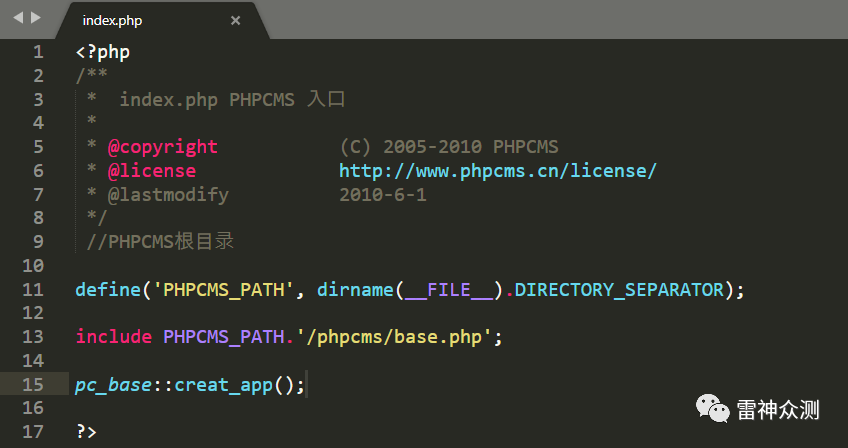 index.php
1 <?php
2 /**
3  *  index.php PHPCMS 入口
4  *
5  * @copyright (C) 2005-2010 PHPCMS
6  * @license http://www.phpcms.cn/license/
7  * @lastmodify 2010-6-1
8  */
9  //PHPCMS根目录
10
11 define('PHPCMS_PATH', dirname(__FILE__).DIRECTORY_SEPARATOR);
12
13 include PHPCMS_PATH.'/phpcms/base.php';
14
15 pc_base::creat_app();
16
17 ?>
雷神众测